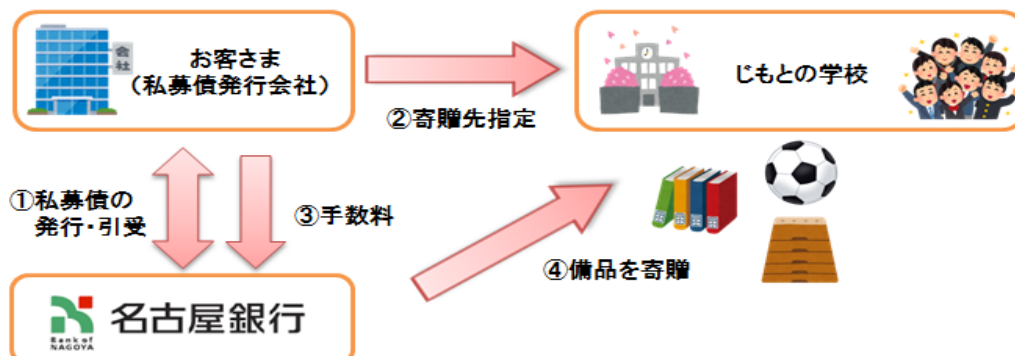 会社
お客さま
（私募債発行会社）
②寄贈先指定
じもとの学校
①私募債の
発行・引受
③手数料
④備品を寄贈
Bank of
NAGOYA
名古屋銀行